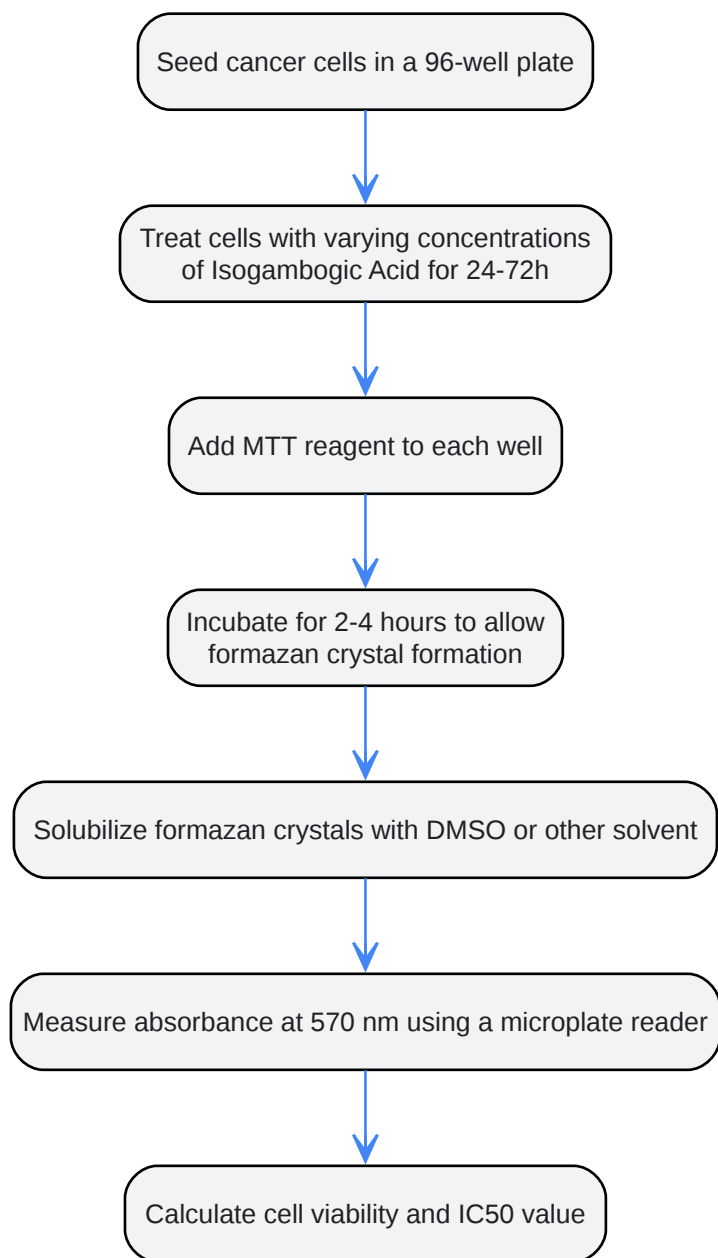 Seed cancer cells in a 96-well plate
Treat cells with varying concentrations
of Isogambogic Acid for 24-72h
Add MTT reagent to each well
Incubate for 2-4 hours to allow
formazan crystal formation
Solubilize formazan crystals with DMSO or other solvent
Measure absorbance at 570 nm using a microplate reader
Calculate cell viability and IC50 value